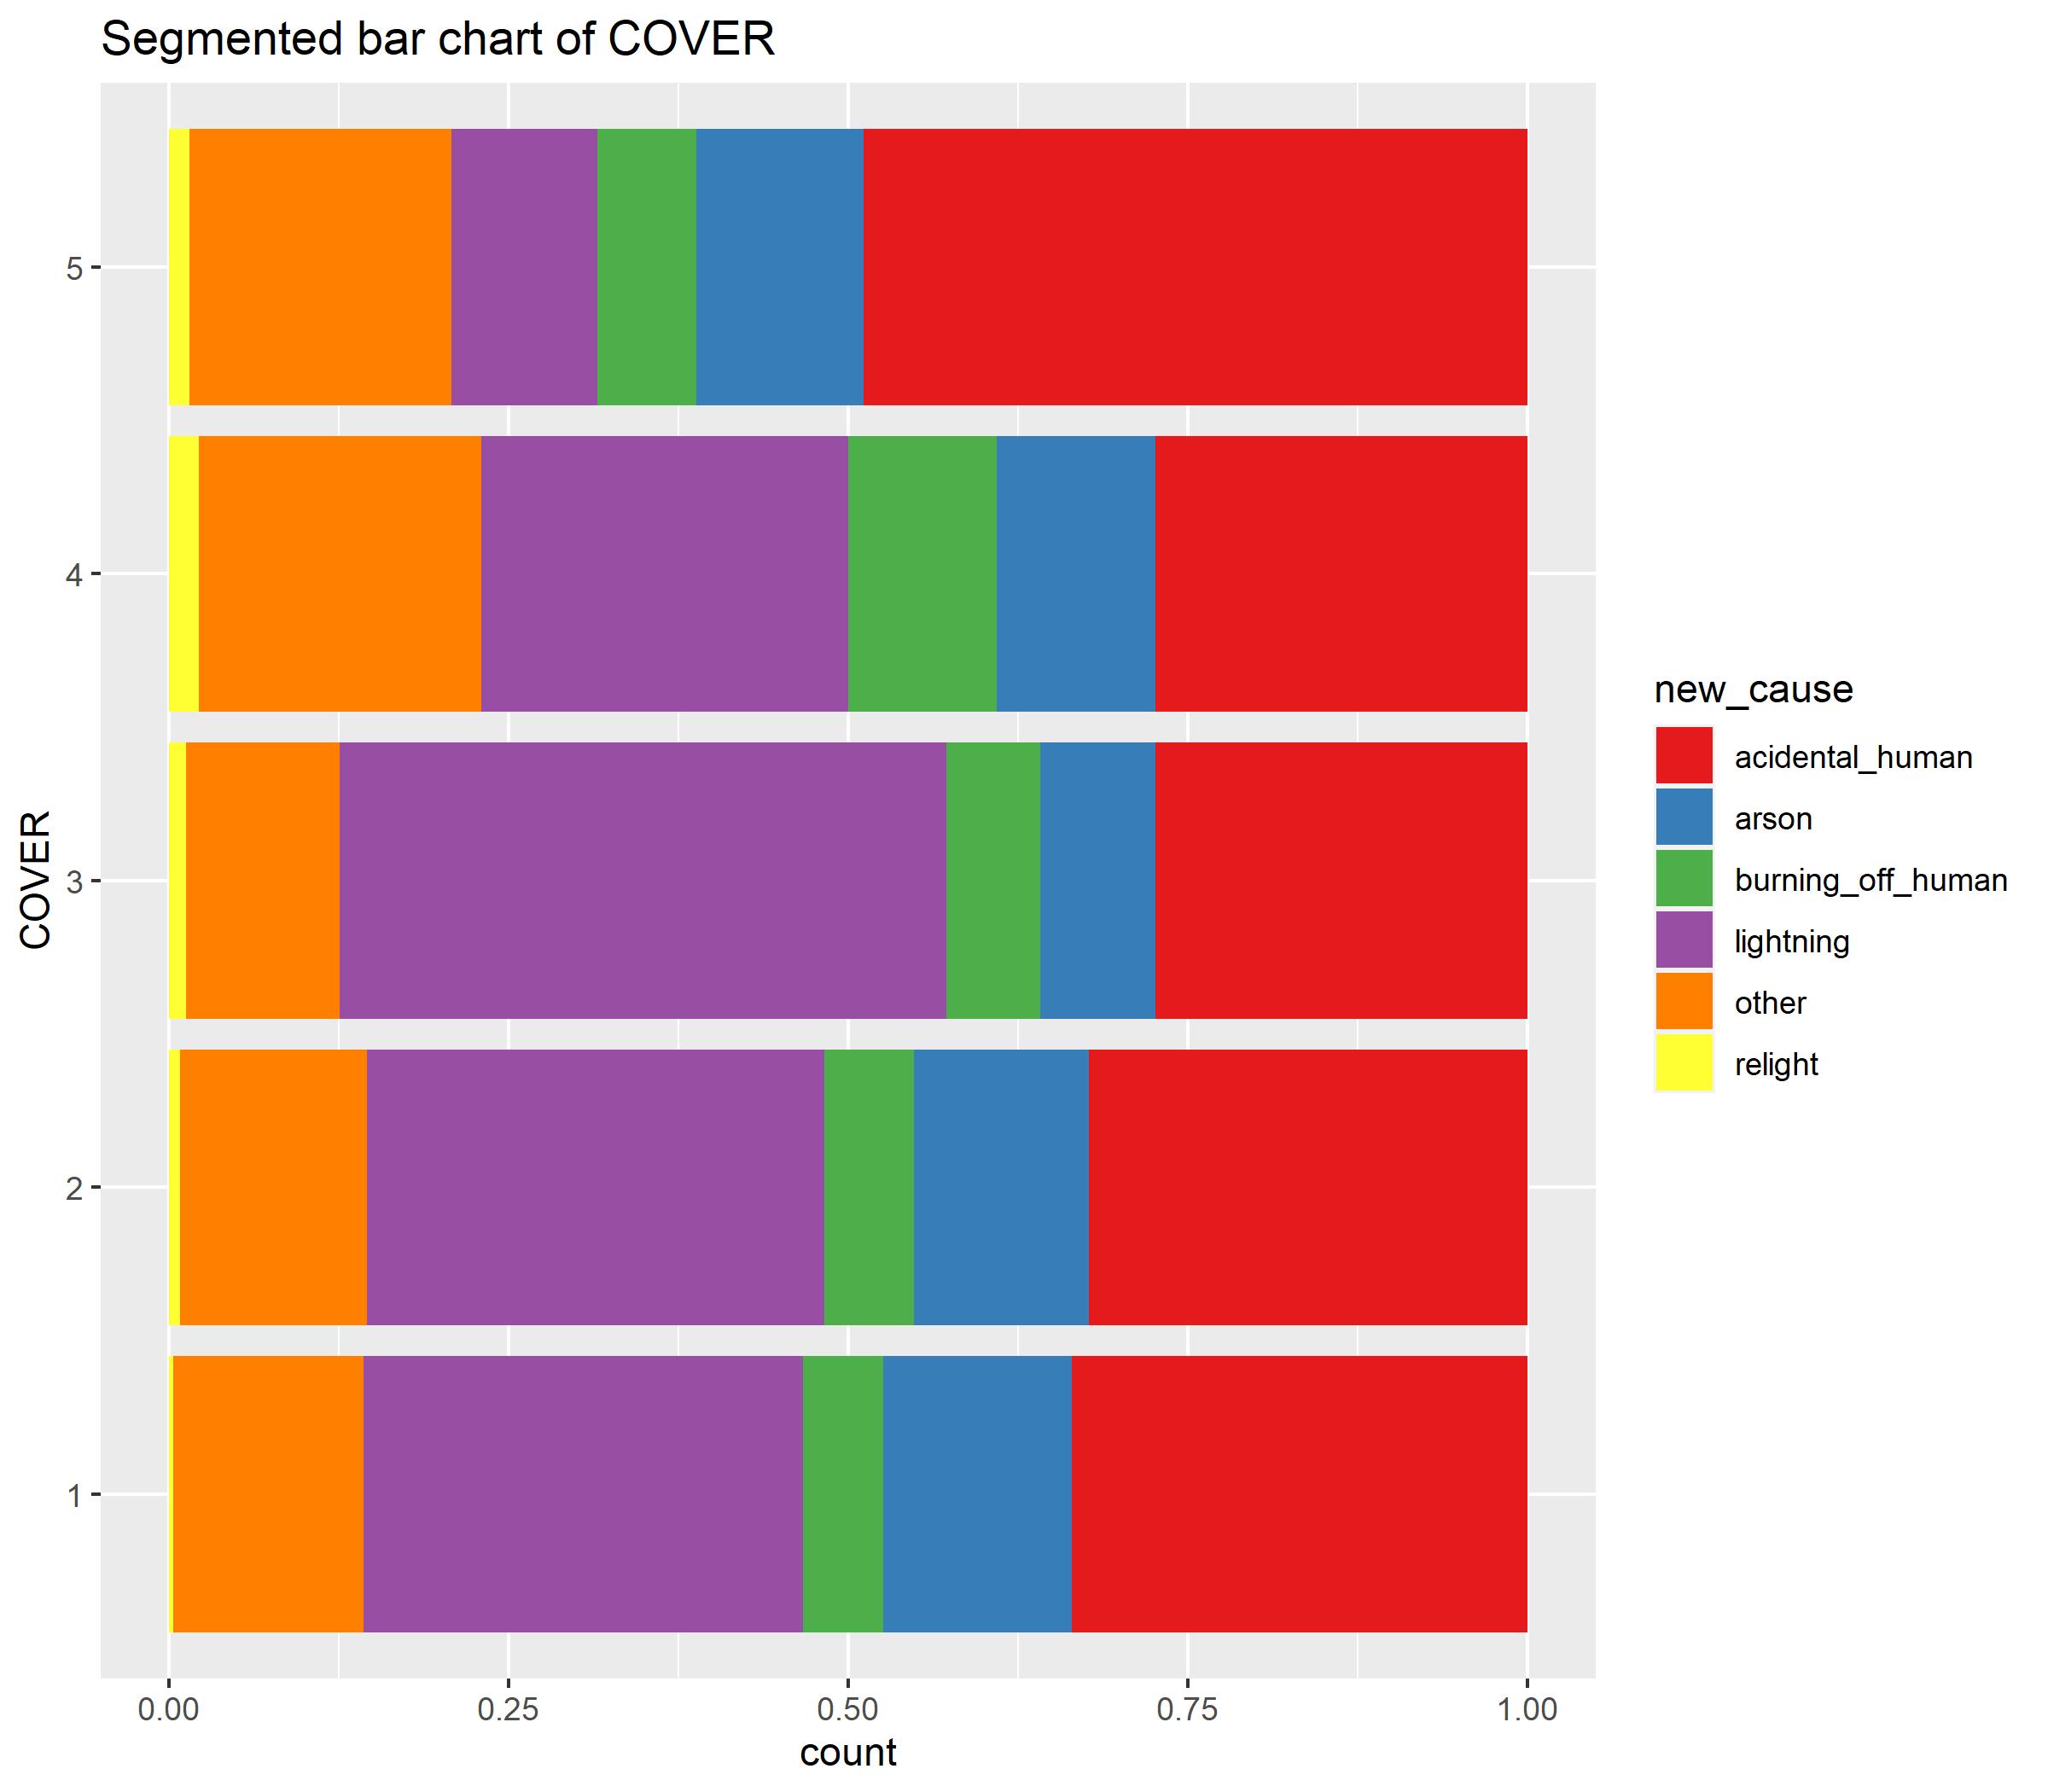 Segmented bar chart of COVER
5
4
3
2
1
COVER
0.00 0.25 0.50 0.75 1.00
count
new_cause
acidental_human
arson
burning_off_human
lightning
other
relight